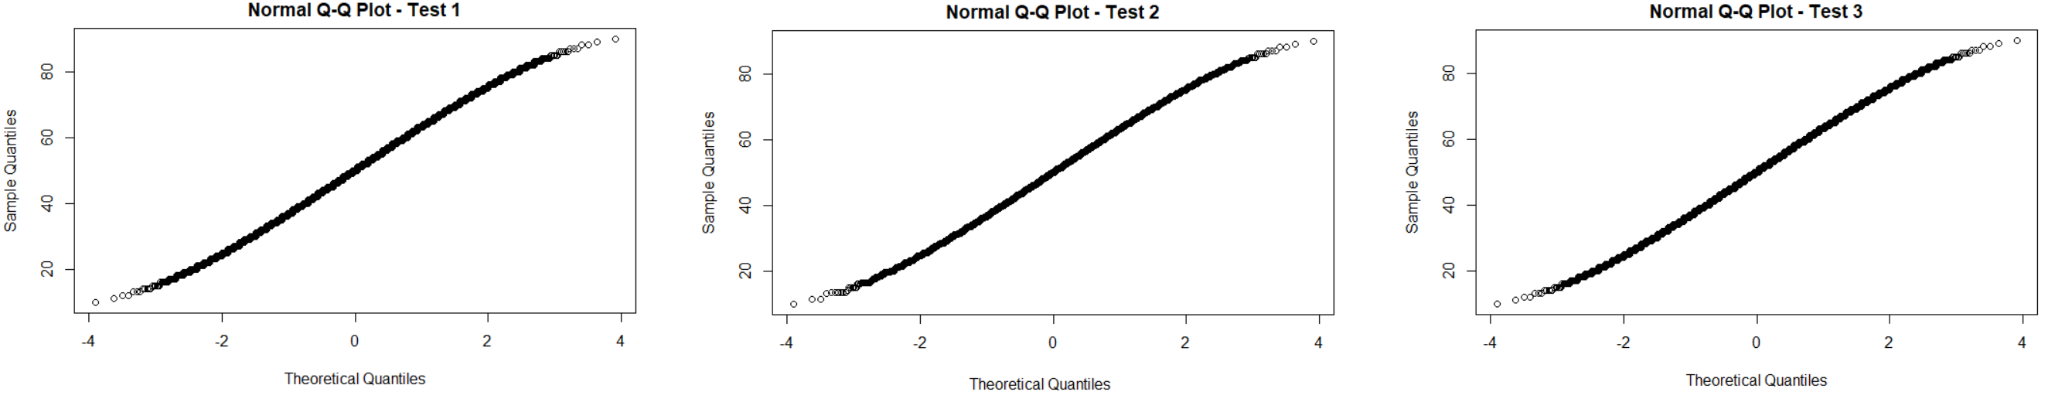 Normal Q-Q Plot - Test 1
Sample Quantiles
80
60
40
20
-4 -2 0 2 4
Theoretical Quantiles
Normal Q-Q Plot - Test 2
Sample Quantiles
80
60
40
20
-4 -2 0 2 4
Theoretical Quantiles
Normal Q-Q Plot - Test 3
Sample Quantiles
80
60
40
20
-4 -2 0 2 4
Theoretical Quantiles